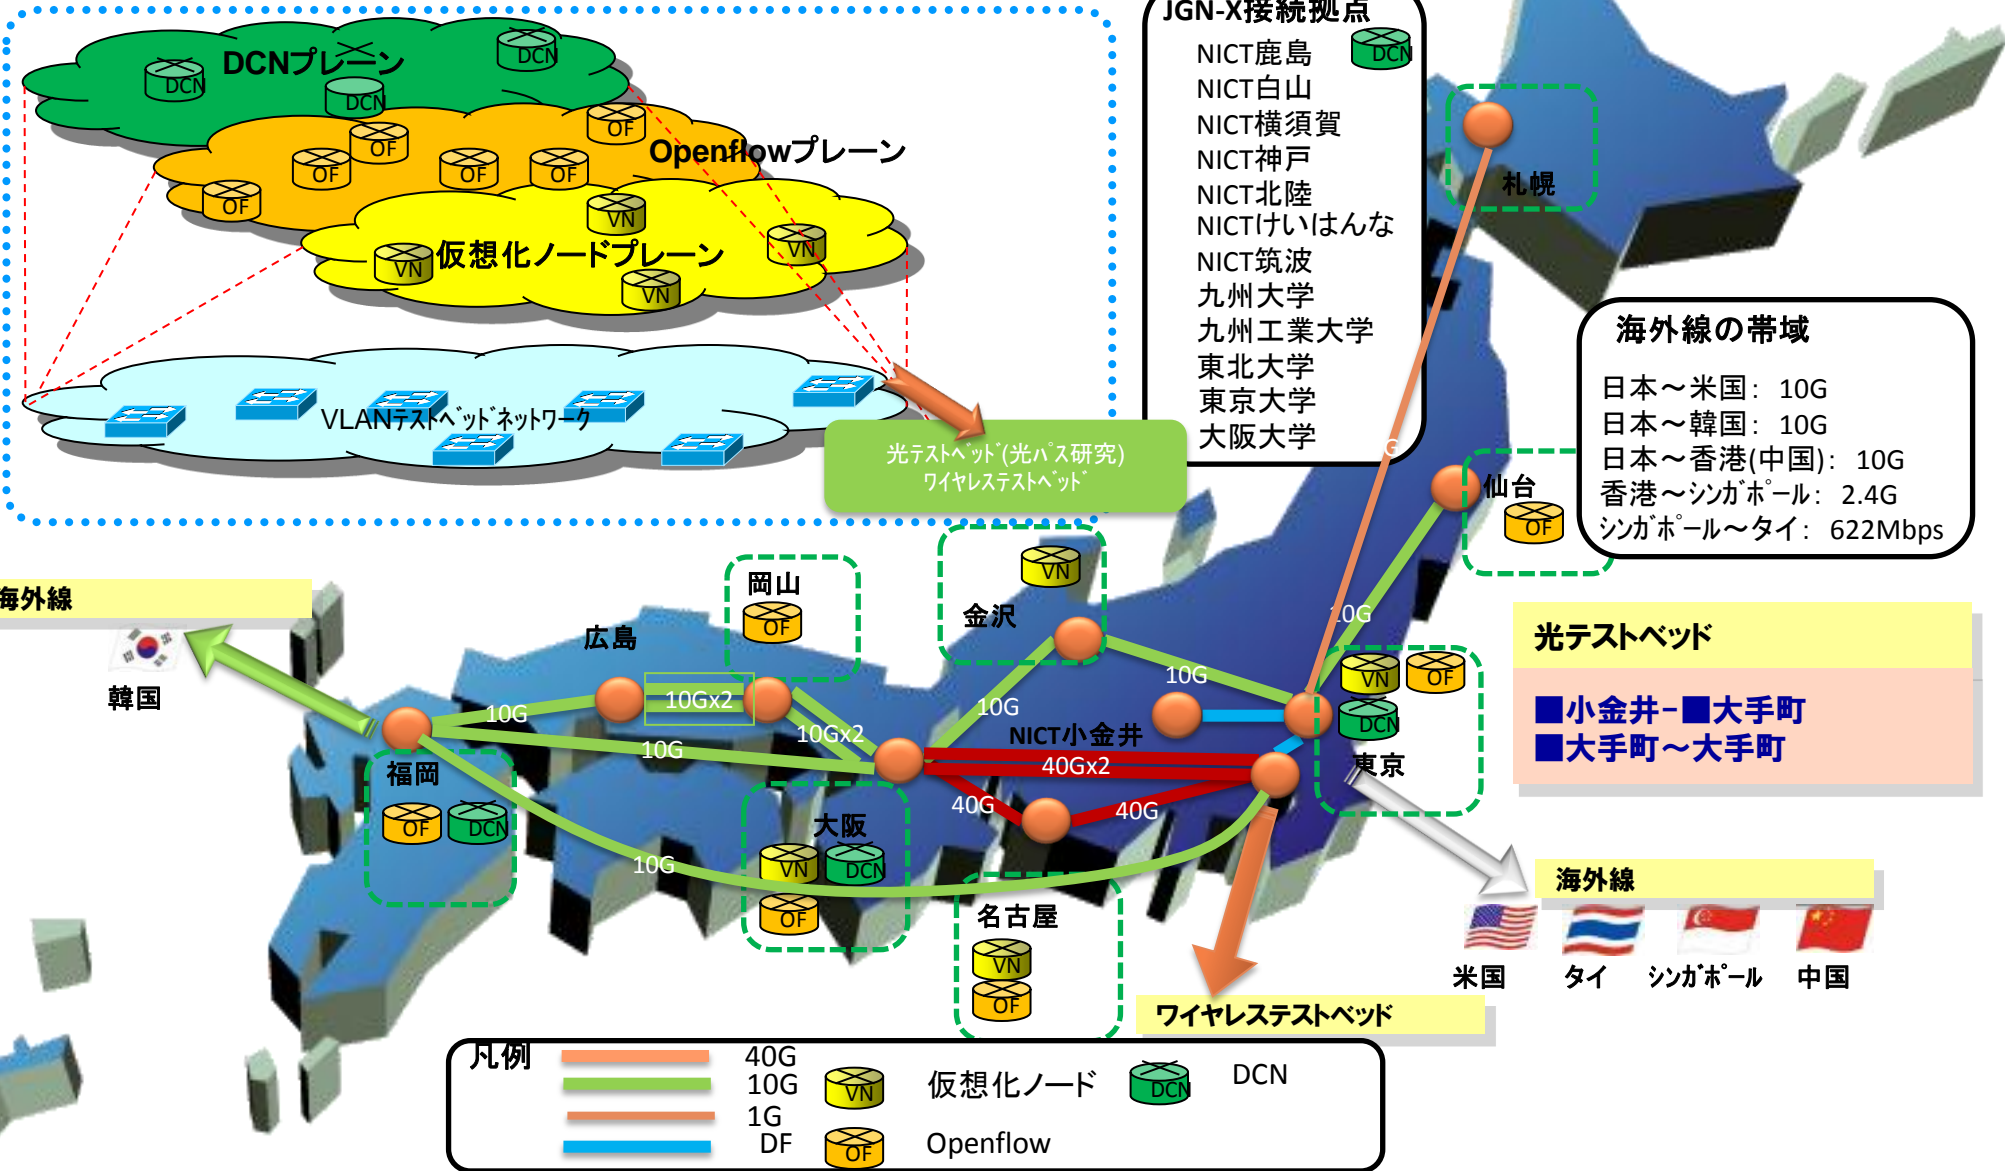 DCNプレーン
DCN
DCN
DCN
Openflowプレーン
OF
OF
OF
OF
OF
OF
仮想化ノードプレーン
VN
VN
VN
VN
VLANテストベッドネットワーク
光テストベッド(光パス研究)
ワイヤレステストベッド
JGN-X接続拠点
NICT鹿島
DCN
NICT白山
NICT横須賀
NICT神戸
NICT北陸
NICTけいはんな
NICT筑波
九州大学
九州工業大学
東北大学
東京大学
大阪大学
札幌
海外線の帯域
日本～米国: 10G
日本～韓国: 10G
日本～香港(中国): 10G
香港～シンガポール: 2.4G
シンガポール～タイ: 622Mbps
G
仙台
OF
海外線
韓国
岡山
OF
広島
金沢
VN
10G
10G
10Gx2
10Gx2
10G
10G
10G
10G
NICT小金井
40Gx2
40G
40G
VN
OF
DCN
東京
光テストベッド
■小金井-■大手町
■大手町～大手町
福岡
OF
DCN
大阪
VN
DCN
OF
名古屋
VN
OF
海外線
米国
タイ
シンガポール
中国
ワイヤレステストベッド
凡例
40G
10G
1G
DF
VN
仮想化ノード
DCN
DCN
OF
Openflow